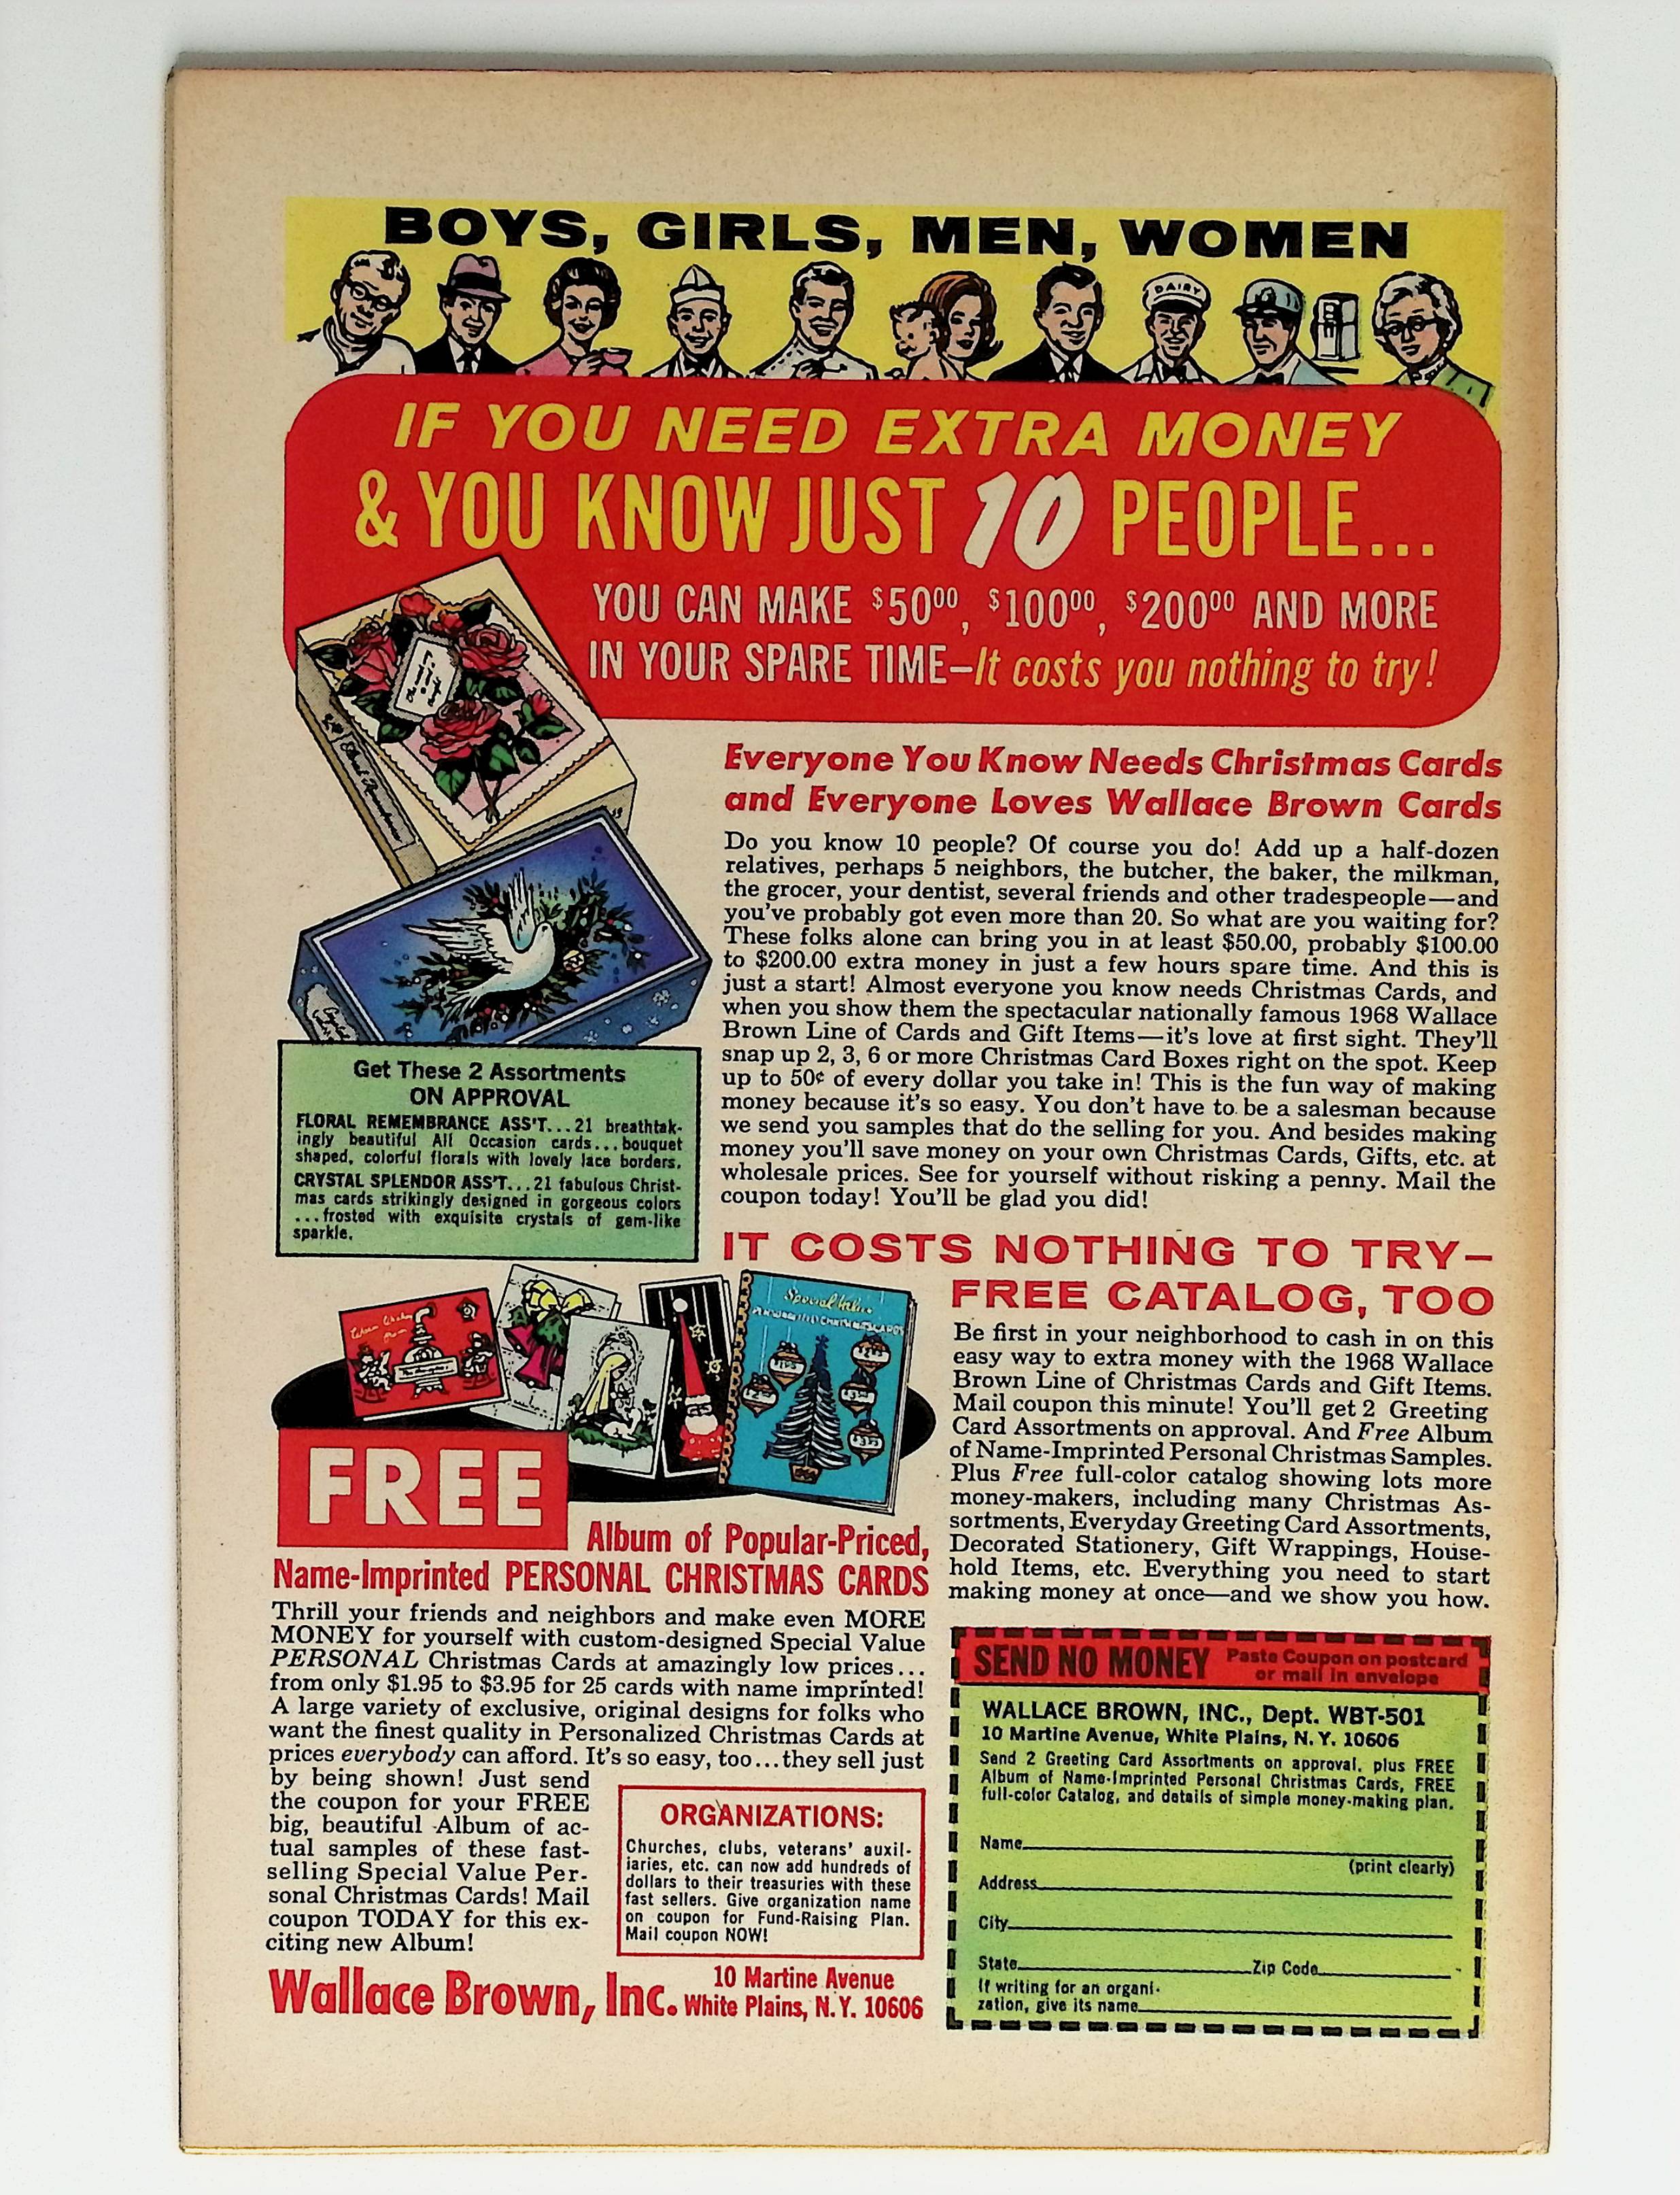 BOYS, GIRLS, MEN, WOMEN
DAIRY
IF YOU NEED EXTRA MONEY
& YOU KNOW JUST 10 PEOPLE...
YOU CAN MAKE $50⁰⁰, $100⁰⁰, $200⁰⁰ AND MORE
IN YOUR SPARE TIME–It costs you nothing to try!
Everyone You Know Needs Christmas Cards
and Everyone Loves Wallace Brown Cards
Do you know 10 people? Of course you do! Add up a half-dozen
relatives, perhaps 5 neighbors, the butcher, the baker, the milkman,
the grocer, your dentist, several friends and other tradespeople—and
you've probably got even more than 20. So what are you waiting for?
These folks alone can bring you in at least $50.00, probably $100.00
to $200.00 extra money in just a few hours spare time. And this is
just a start! Almost everyone you know needs Christmas Cards, and
when you show them the spectacular nationally famous 1968 Wallace
Brown Line of Cards and Gift Items—it's love at first sight. They'll
snap up 2, 3, 6 or more Christmas Card Boxes right on the spot. Keep
up to 50¢ of every dollar you take in! This is the fun way of making
money because it's so easy. You don't have to be a salesman because
we send you samples that do the selling for you. And besides making
money you'll save money on your own Christmas Cards, Gifts, etc. at
wholesale prices. See for yourself without risking a penny. Mail the
coupon today! You'll be glad you did!
Floral Remembrance
Get These 2 Assortments
ON APPROVAL
FLORAL REMEMBRANCE ASS'T...21 breathtak-
ingly beautiful All Occasion cards...bouquet
shaped, colorful florals with lovely lace borders.
CRYSTAL SPLENDOR ASS'T...21 fabulous Christ-
mas cards strikingly designed in gorgeous colors
...frosted with exquisite crystals of gem-like
sparkle.
IT COSTS NOTHING TO TRY–
FREE CATALOG, TOO
Be first in your neighborhood to cash in on this
easy way to extra money with the 1968 Wallace
Brown Line of Christmas Cards and Gift Items.
Mail coupon this minute! You'll get 2 Greeting
Card Assortments on approval. And Free Album
of Name-Imprinted Personal Christmas Samples.
Plus Free full-color catalog showing lots more
money-makers, including many Christmas As-
sortments, Everyday Greeting Card Assortments,
Decorated Stationery, Gift Wrappings, House-
hold Items, etc. Everything you need to start
making money at once—and we show you how.
Special Value
PERSONALIZED CHRISTMAS CARDS
FREE
Album of Popular-Priced,
Name-Imprinted PERSONAL CHRISTMAS CARDS
Thrill your friends and neighbors and make even MORE
MONEY for yourself with custom-designed Special Value
PERSONAL Christmas Cards at amazingly low prices...
from only $1.95 to $3.95 for 25 cards with name imprinted!
A large variety of exclusive, original designs for folks who
want the finest quality in Personalized Christmas Cards at
prices everybody can afford. It's so easy, too...they sell just
by being shown! Just send
the coupon for your FREE
big, beautiful Album of ac-
tual samples of these fast-
selling Special Value Per-
sonal Christmas Cards! Mail
coupon TODAY for this ex-
citing new Album!
ORGANIZATIONS:
Churches, clubs, veterans' auxil-
iaries, etc. can now add hundreds of
dollars to their treasuries with these
fast sellers. Give organization name
on coupon for Fund-Raising Plan.
Mail coupon NOW!
Wallace Brown, Inc.
10 Martine Avenue
White Plains, N.Y. 10606
SEND NO MONEY
Paste Coupon on postcard
or mail in envelope
WALLACE BROWN, INC., Dept. WBT-501
10 Martine Avenue, White Plains, N.Y. 10606
Send 2 Greeting Card Assortments on approval, plus FREE
Album of Name-Imprinted Personal Christmas Cards, FREE
full-color Catalog, and details of simple money-making plan.
Name
(print clearly)
Address
City
State Zip Code
If writing for an organi-
zation, give its name